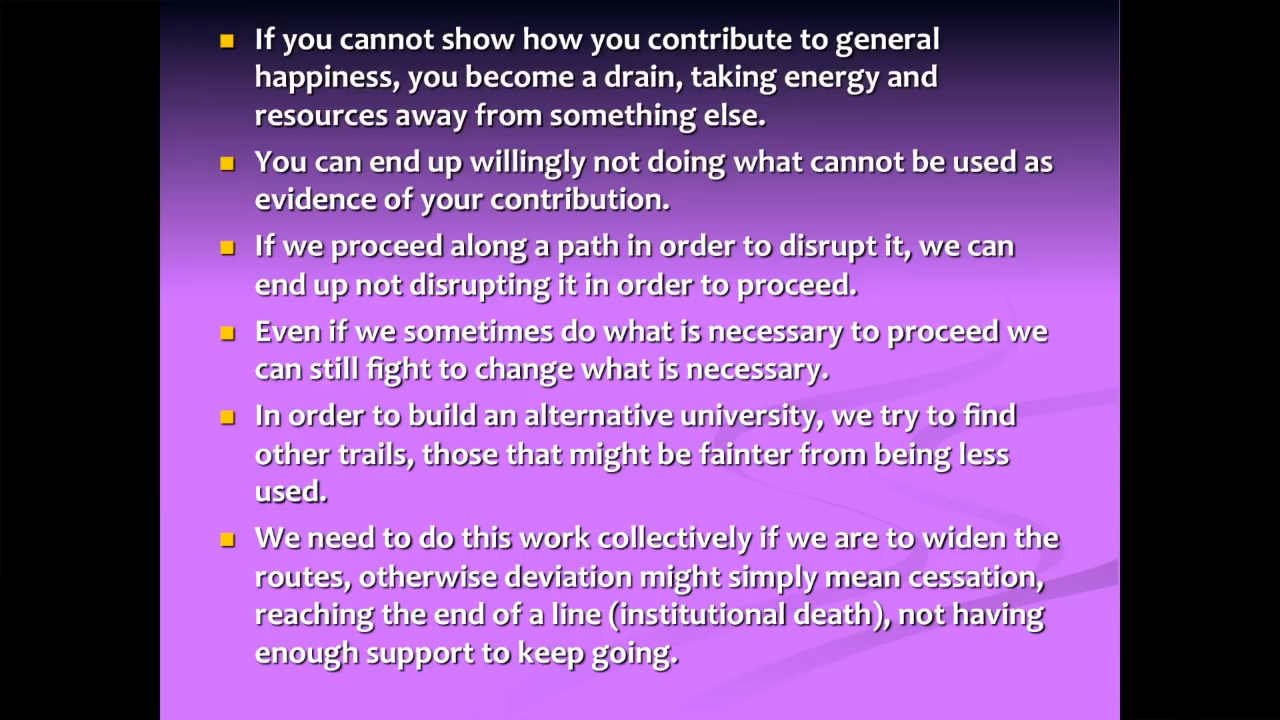 If you cannot show how you contribute to general
happiness, you become a drain, taking energy and
resources away from something else.
You can end up willingly not doing what cannot be used as
evidence of your contribution.
If we proceed along a path in order to disrupt it, we can
end up not disrupting it in order to proceed.
Even if we sometimes do what is necessary to proceed we
can still fight to change what is necessary.
In order to build an alternative university, we try to find
other trails, those that might be fainter from being less
used.
We need to do this work collectively if we are to widen the
routes, otherwise deviation might simply mean cessation,
reaching the end of a line (institutional death), not having
enough support to keep going.